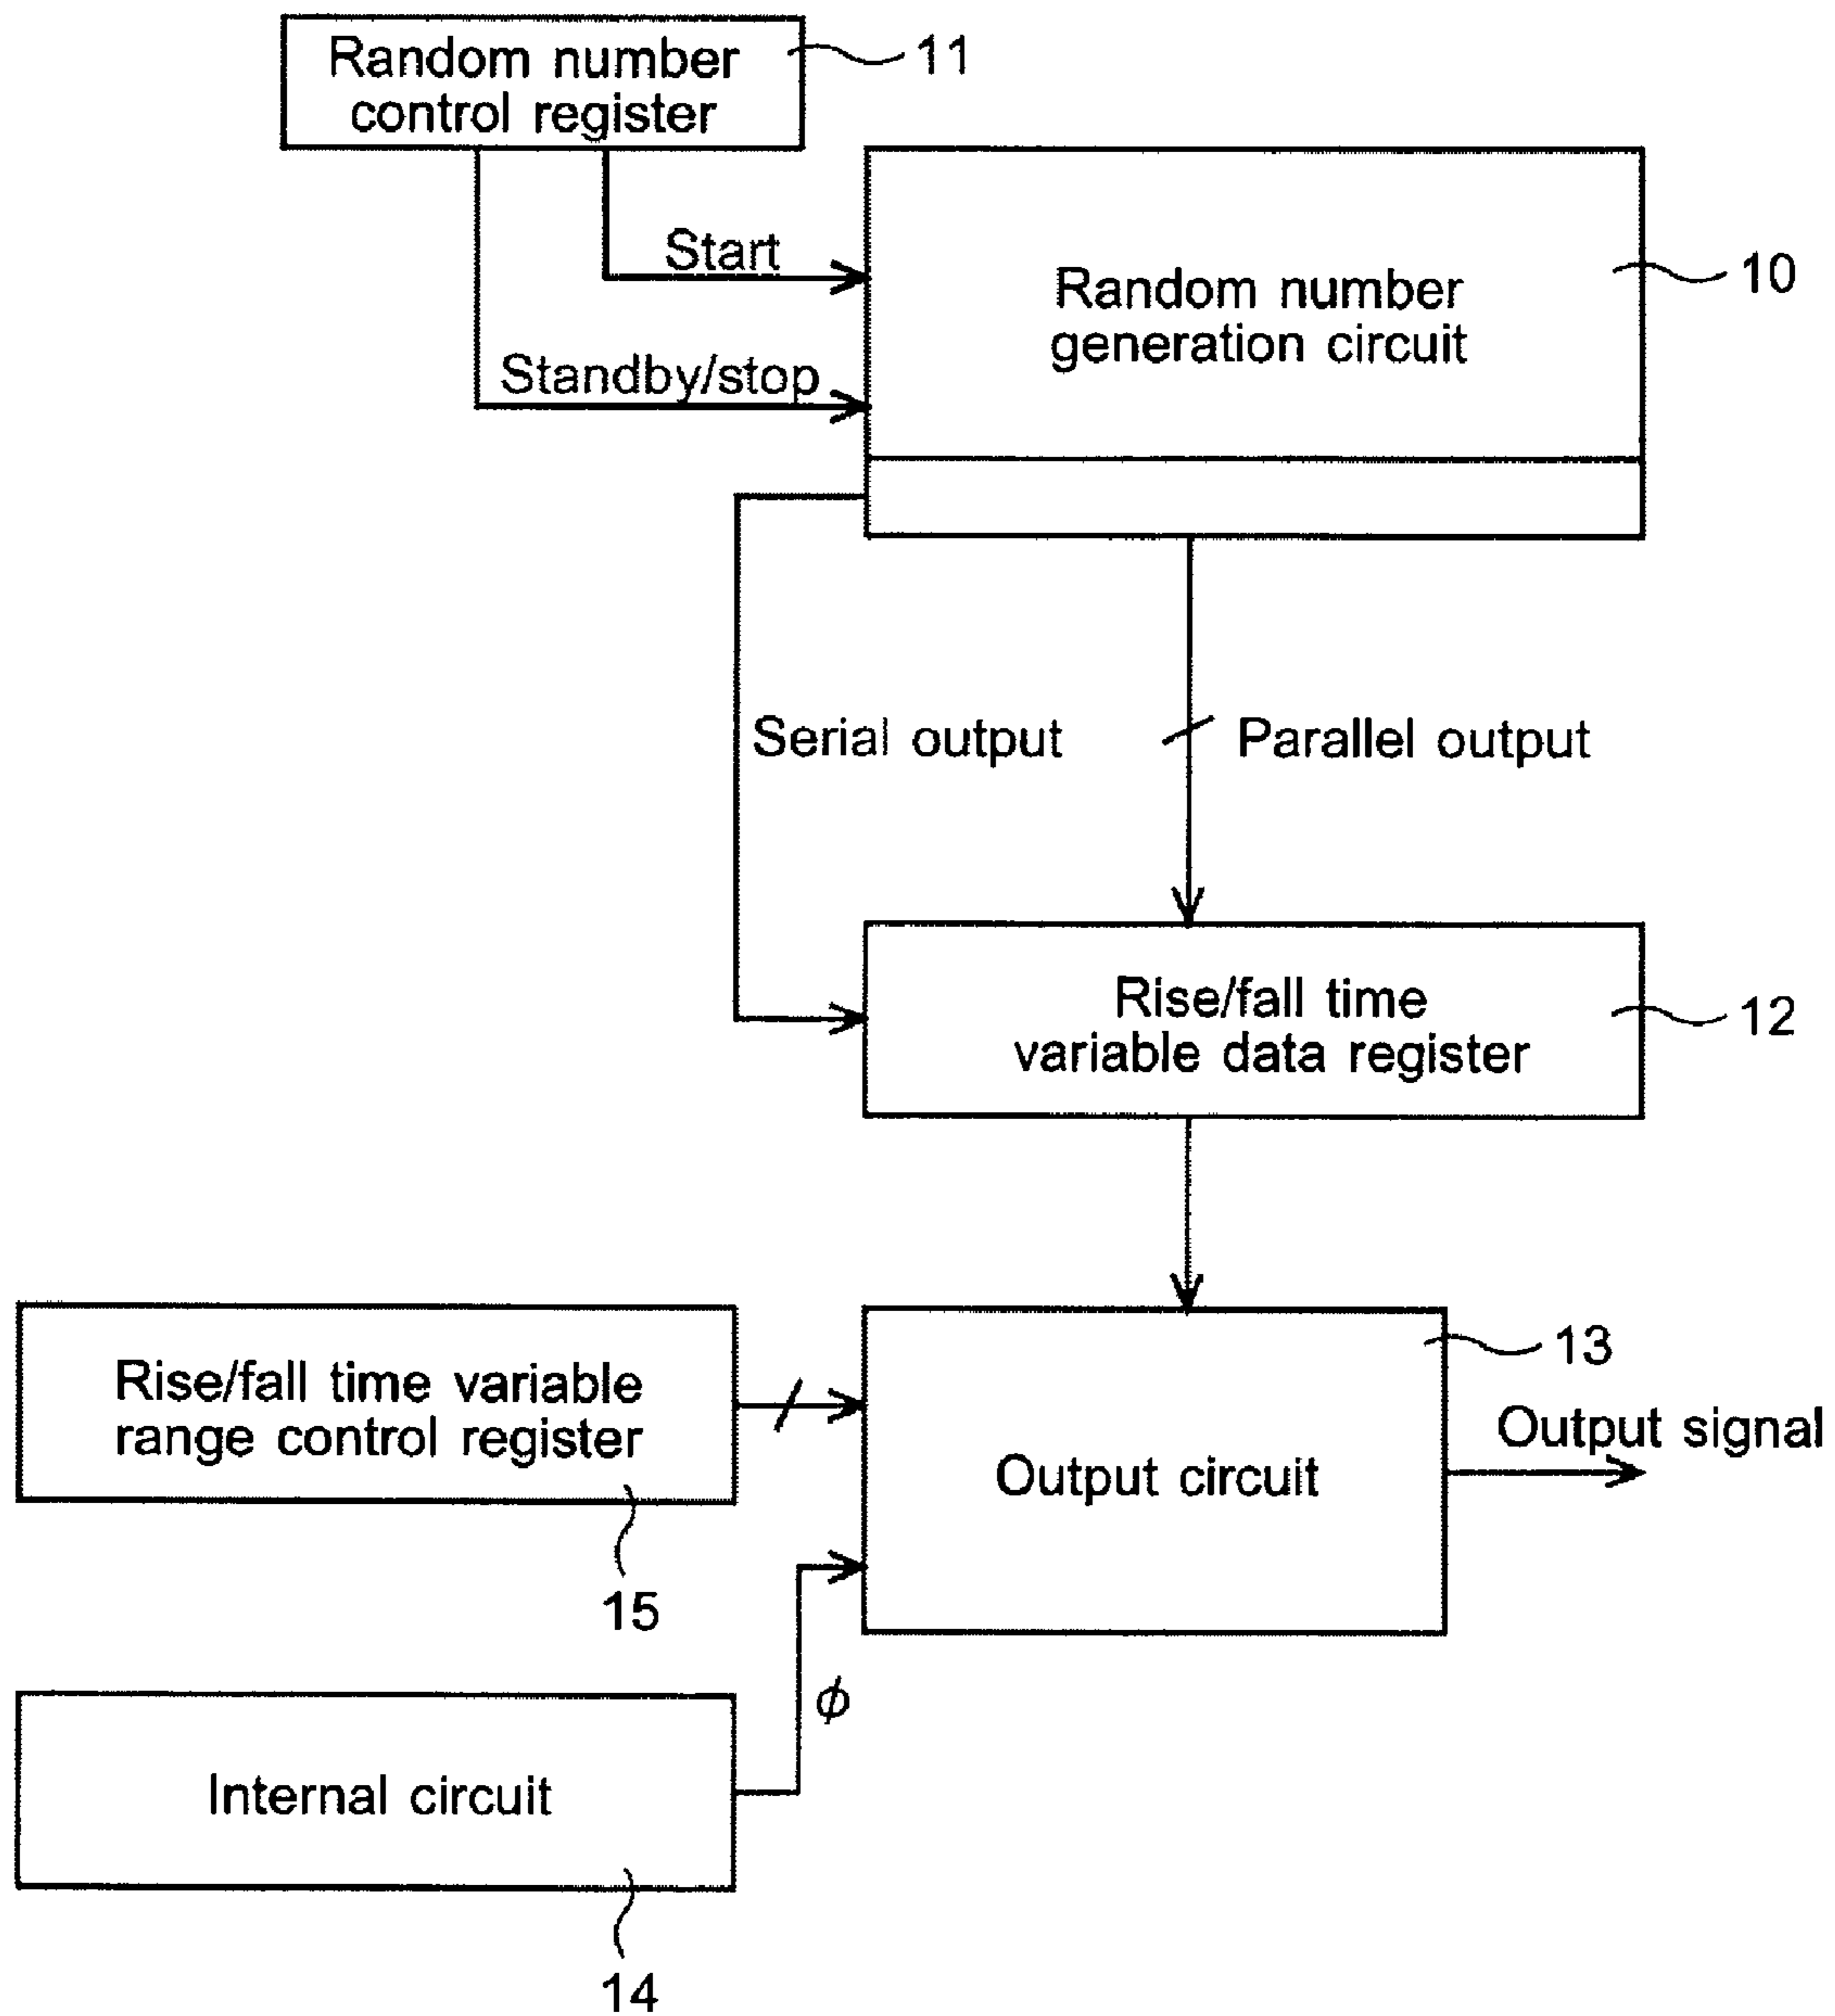 Random number
control register
11
Start
Standby/stop
Random number
generation circuit
10
Serial output
Parallel output
Rise/fall time
variable data register
12
Rise/fall time variable
range control register
15
Output circuit
13
Output signal
ϕ
Internal circuit
14